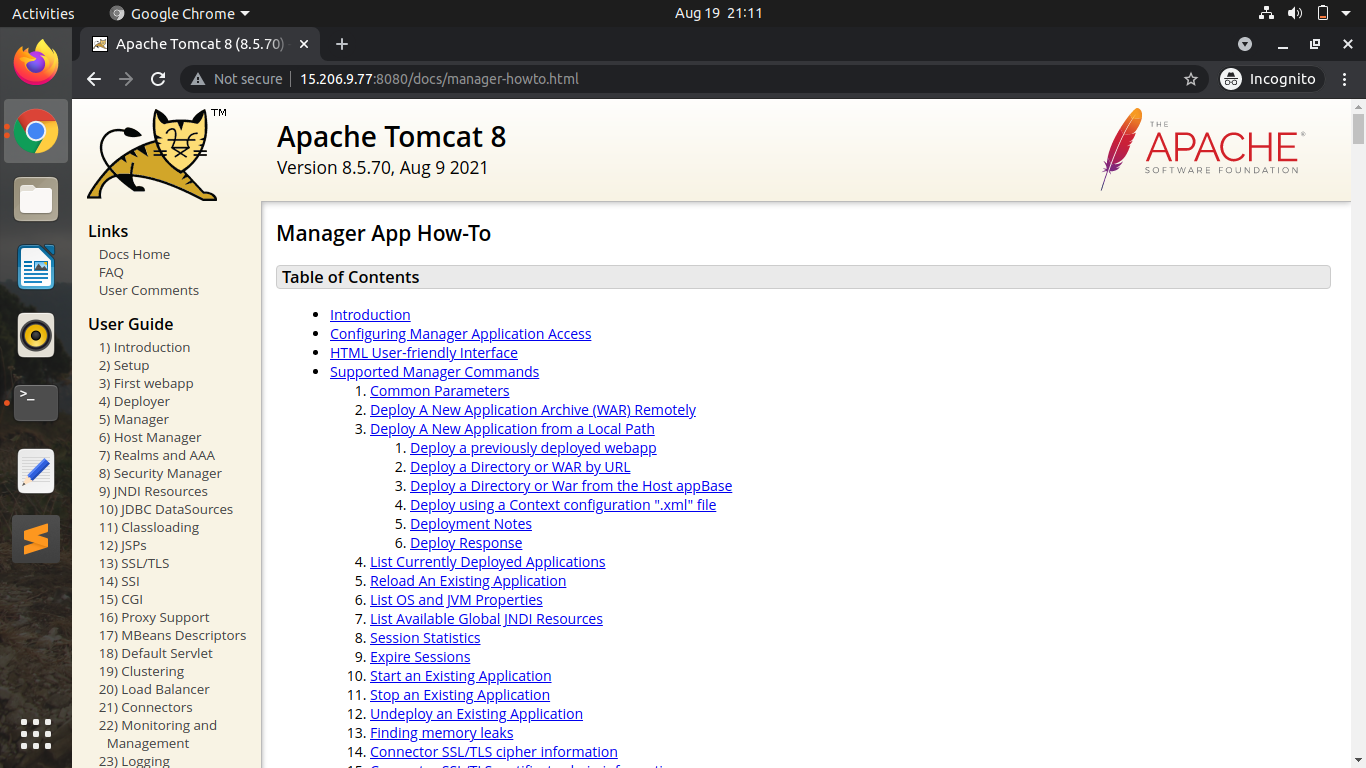 Activities Google Chrome Aug 19 21:11
Apache Tomcat 8 (8.5.70)
Not secure 15.206.9.77:8080/docs/manager-howto.html Incognito
TM
Apache Tomcat 8
Version 8.5.70, Aug 9 2021
THE
APACHE
SOFTWARE FOUNDATION
Links
Docs Home
FAQ
User Comments
User Guide
1) Introduction
2) Setup
3) First webapp
4) Deployer
5) Manager
6) Host Manager
7) Realms and AAA
8) Security Manager
9) JNDI Resources
10) JDBC DataSources
11) Classloading
12) JSPs
13) SSL/TLS
14) SSI
15) CGI
16) Proxy Support
17) MBeans Descriptors
18) Default Servlet
19) Clustering
20) Load Balancer
21) Connectors
22) Monitoring and
Management
23) Logging
Manager App How-To
Table of Contents
• Introduction
• Configuring Manager Application Access
• HTML User-friendly Interface
• Supported Manager Commands
1. Common Parameters
2. Deploy A New Application Archive (WAR) Remotely
3. Deploy A New Application from a Local Path
1. Deploy a previously deployed webapp
2. Deploy a Directory or WAR by URL
3. Deploy a Directory or War from the Host appBase
4. Deploy using a Context configuration ".xml" file
5. Deployment Notes
6. Deploy Response
4. List Currently Deployed Applications
5. Reload An Existing Application
6. List OS and JVM Properties
7. List Available Global JNDI Resources
8. Session Statistics
9. Expire Sessions
10. Start an Existing Application
11. Stop an Existing Application
12. Undeploy an Existing Application
13. Finding memory leaks
14. Connector SSL/TLS cipher information